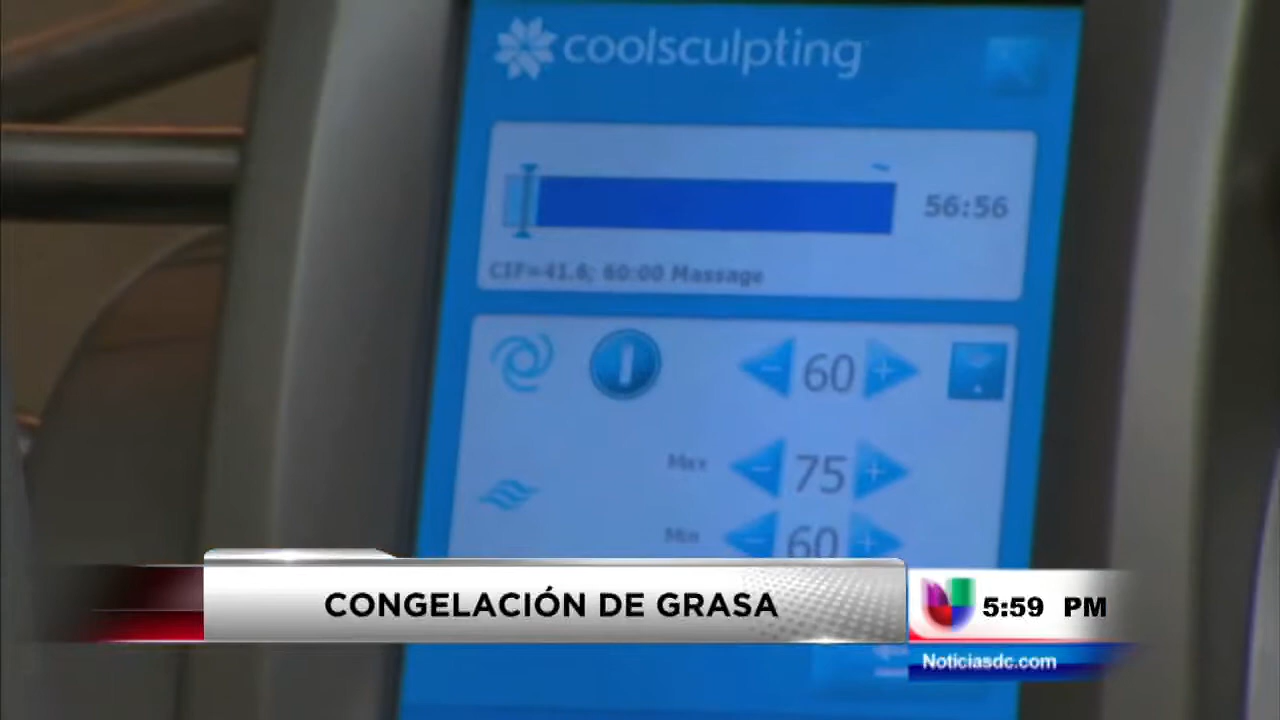 coolsculpting
56:56
CIF=41.6; 60:00 Massage
60
Max 75
Min 60
CONGELACIÓN DE GRASA
5:59 PM
Noticiasdc.com